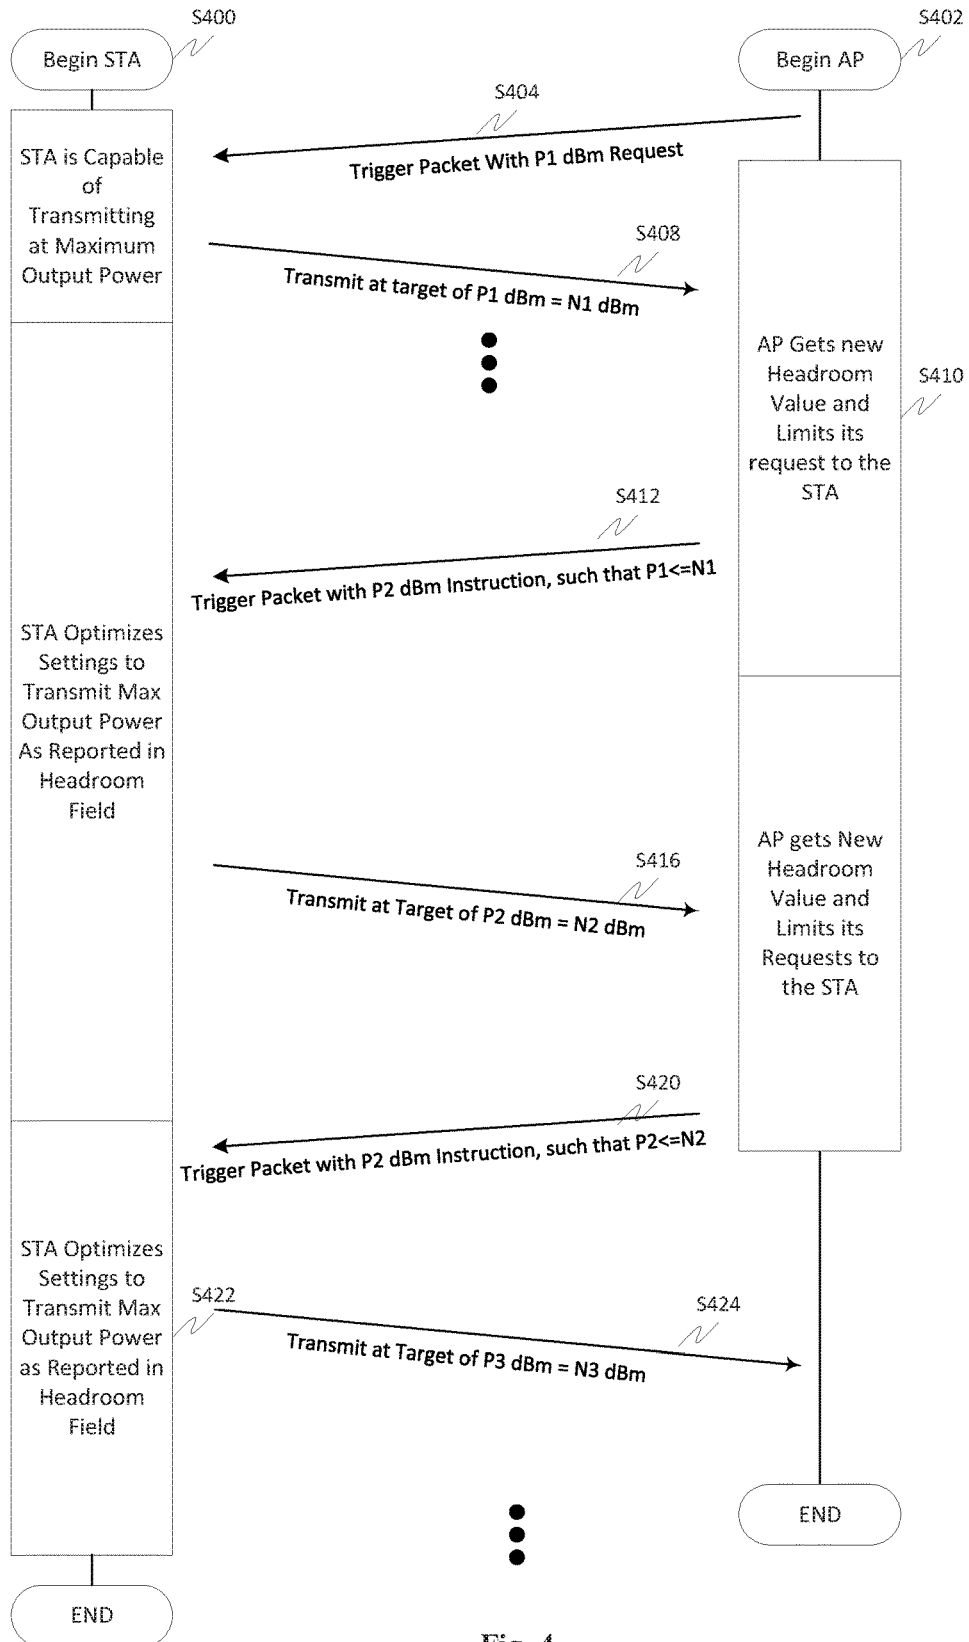 S400
S402
Begin STA
Begin AP
S404
Trigger Packet With P1 dBm Request
STA is Capable
of
Transmitting
at Maximum
Output Power
S408
Transmit at target of P1 dBm = N1 dBm
AP Gets new
Headroom
Value and
Limits its
request to the
STA
S410
S412
Trigger Packet with P2 dBm Instruction, such that P1<=N1
STA Optimizes
Settings to
Transmit Max
Output Power
As Reported in
Headroom
Field
S416
Transmit at Target of P2 dBm = N2 dBm
AP gets New
Headroom
Value and
Limits its
Requests to
the STA
S420
Trigger Packet with P2 dBm Instruction, such that P2<=N2
STA Optimizes
Settings to
Transmit Max
Output Power
as Reported in
Headroom
Field
S422
S424
Transmit at Target of P3 dBm = N3 dBm
END
END
Fig. 4